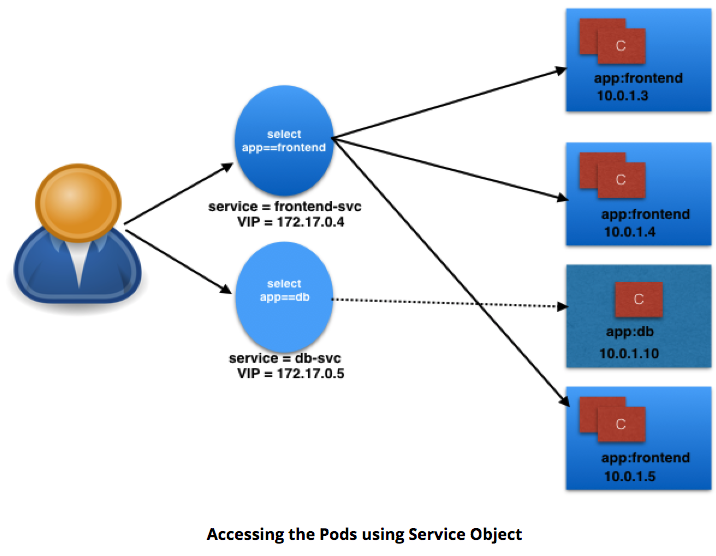 C
app:frontend
10.0.1.3
select
app==frontend
service = frontend-svc
VIP = 172.17.0.4
C
app:frontend
10.0.1.4
select
app==db
service = db-svc
VIP = 172.17.0.5
C
app:db
10.0.1.10
C
app:frontend
10.0.1.5
Accessing the Pods using Service Object